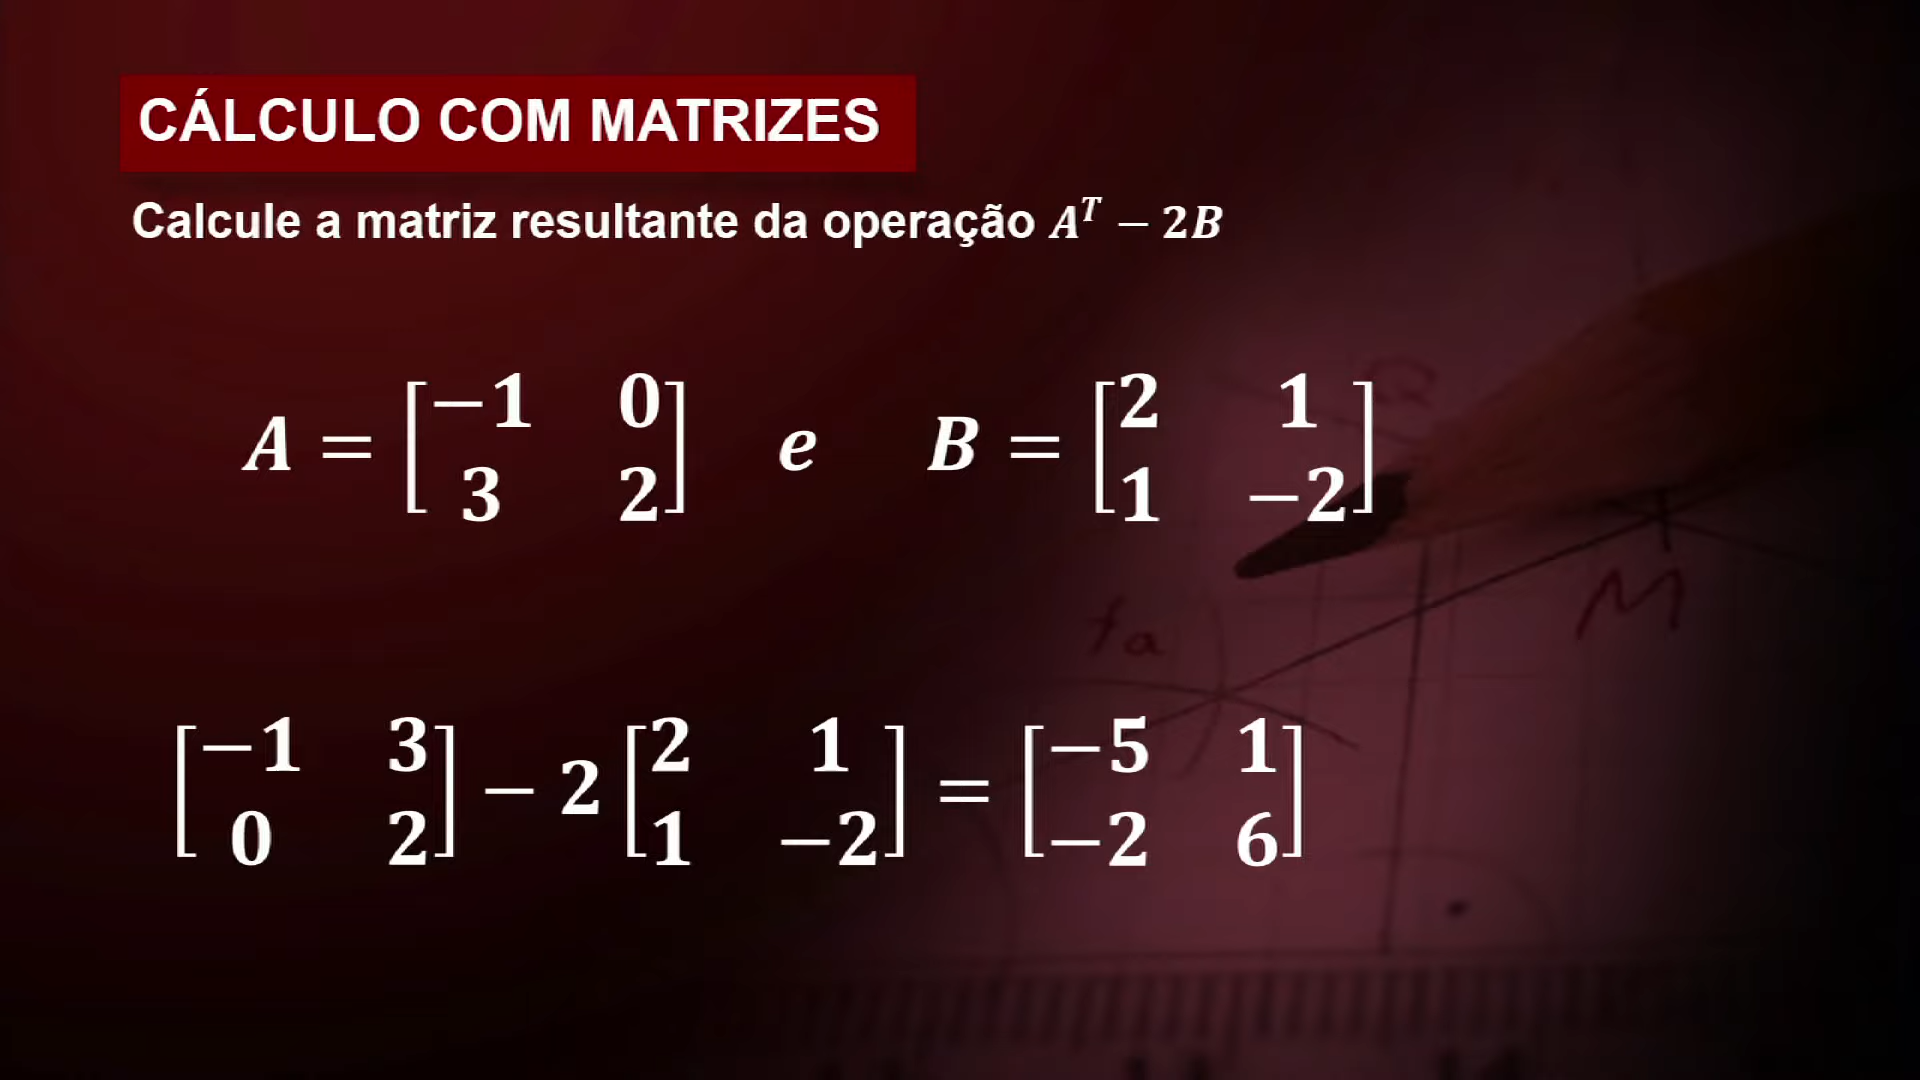 CÁLCULO COM MATRIZES
Calcule a matriz resultante da operação A^T − 2B
A = [−1 0; 3 2] e B = [2 1; 1 −2]
[−1 3; 0 2] − 2 [2 1; 1 −2] = [−5 1; −2 6]
ta
M